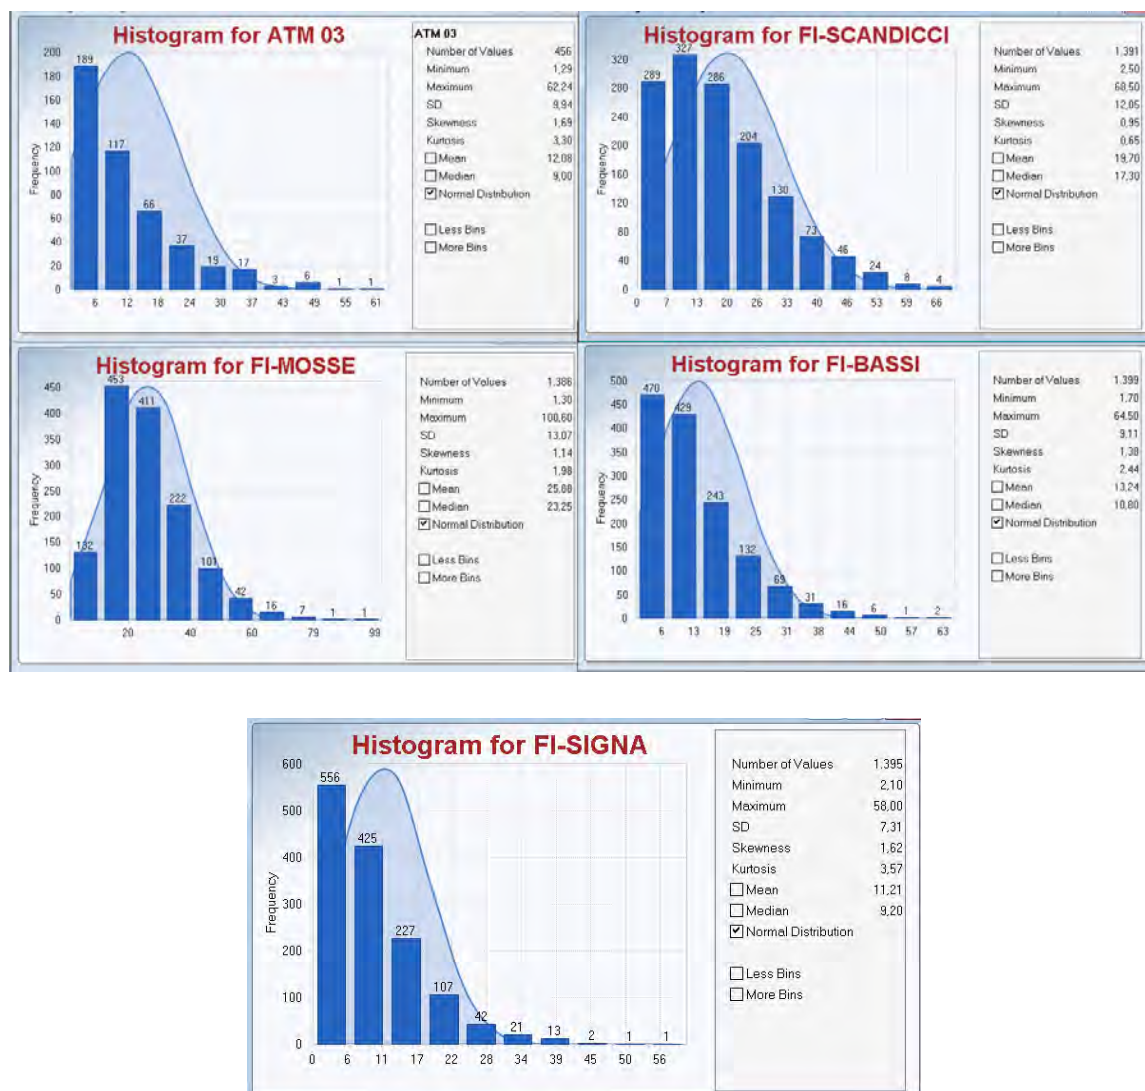 Histogram for ATM 03
200
180
160
140
120
100
80
60
40
20
0
Frequency
189
117
66
37
19
17
3
6
1
1
6 12 18 24 30 37 43 49 55 61
ATM 03
Number of Values 456
Minimum 1,29
Maximum 62,24
SD 9,94
Skewness 1,69
Kurtosis 3,30
Mean 12,08
Median 9,00
Normal Distribution
Less Bins
More Bins
Histogram for FI-SCANDICCI
320
280
240
200
160
120
80
40
0
Frequency
289
327
286
204
130
73
46
24
8
4
0 7 13 20 26 33 40 46 53 59 66
Number of Values 1.391
Minimum 2,50
Maximum 68,50
SD 12,05
Skewness 0,95
Kurtosis 0,65
Mean 19,70
Median 17,30
Normal Distribution
Less Bins
More Bins
Histogram for FI-MOSSE
450
400
350
300
250
200
150
100
50
0
Frequency
132
453
411
222
101
42
16
7
1
1
20 40 60 79 99
Number of Values 1.386
Minimum 1,30
Maximum 100,60
SD 13,07
Skewness 1,14
Kurtosis 1,98
Mean
Median 23,25
Normal Distribution
Less Bins
More Bins
Histogram for FI-BASSI
500
450
400
350
300
250
200
150
100
50
0
Frequency
470
429
243
132
69
31
16
6
1
2
6 13 19 25 31 38 44 50 57 63
Number of Values 1.399
Minimum 1,70
Maximum 64,50
SD 9,11
Skewness
Kurtosis 2,44
Mean 13,24
Median 10,80
Normal Distribution
Less Bins
More Bins
Histogram for FI-SIGNA
600
500
400
300
200
100
0
Frequency
556
425
227
107
42
21
13
2
1
1
0 6 11 17 22 28 34 39 45 50 56
Number of Values 1.395
Minimum 2,10
Maximum 58,00
SD 7,31
Skewness 1,62
Kurtosis 3,57
Mean 11,21
Median 9,20
Normal Distribution
Less Bins
More Bins